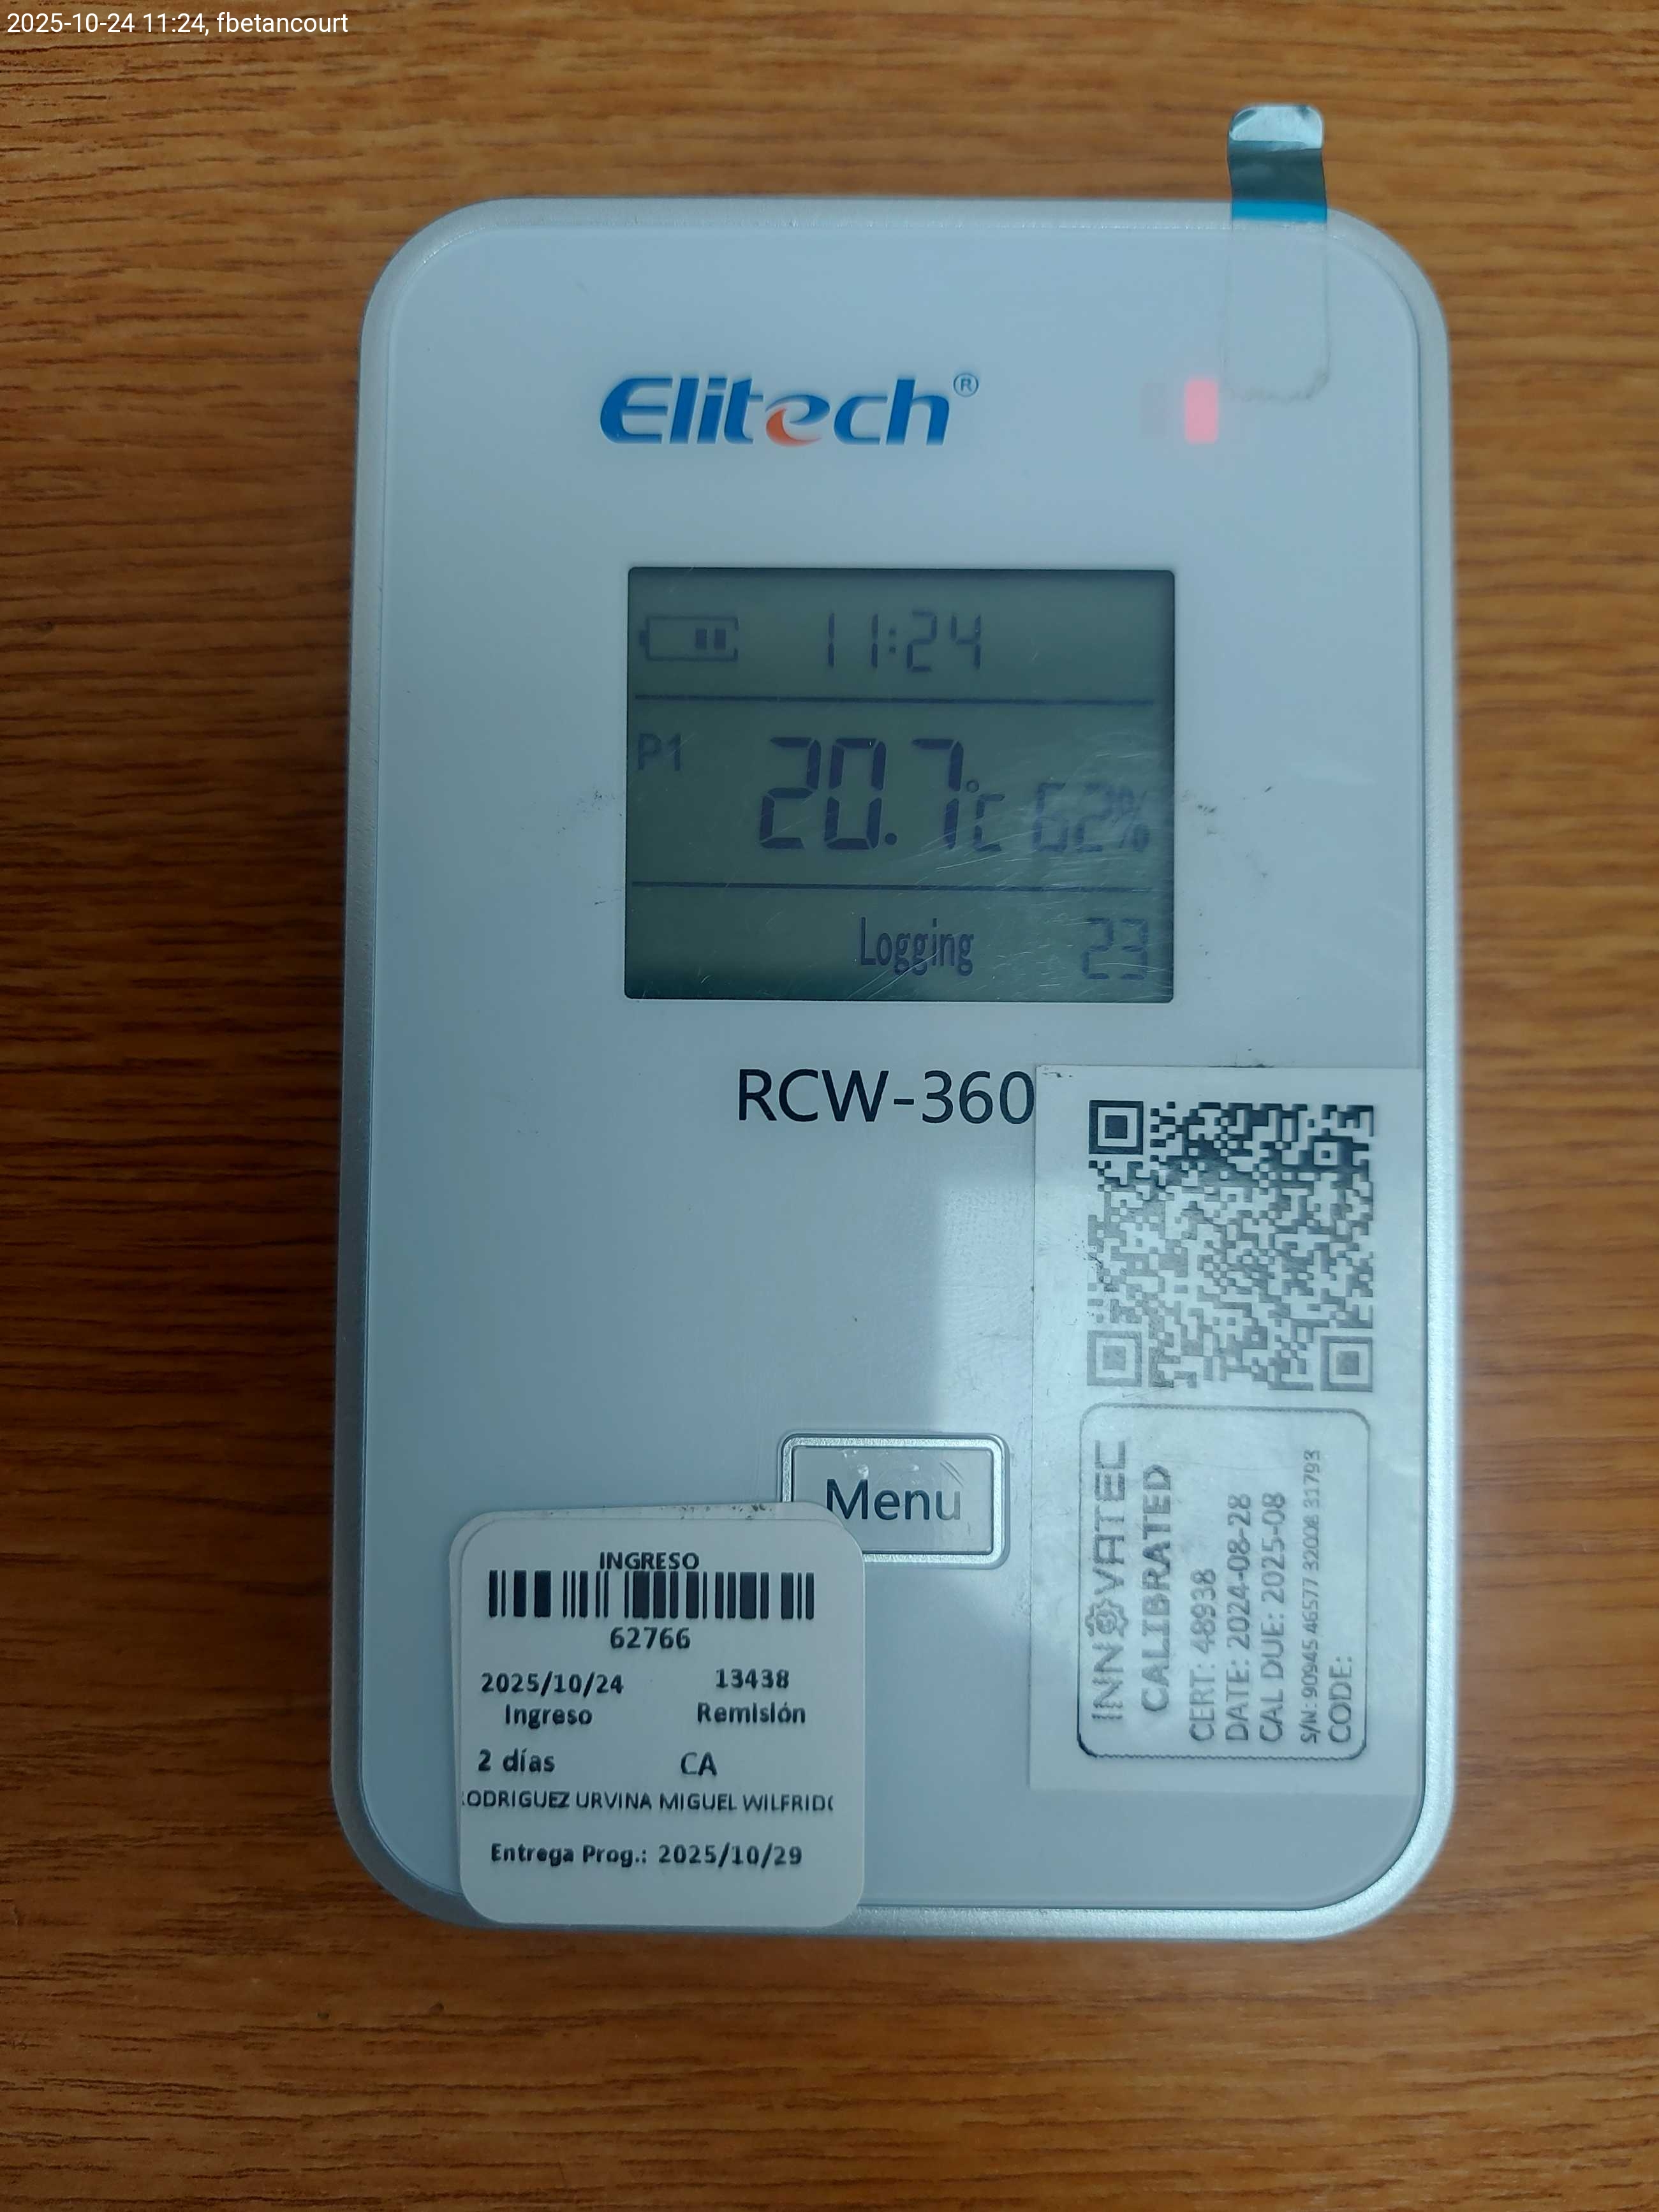 2025-10-24 11:24, fbetancourt
Elitech®
11:24
P1
20.7°C 62%
Logging 23
RCW-360
Menu
INGRESO
62766
2025/10/24 13438
Ingreso Remisión
2 días CA
RODRIGUEZ URVINA MIGUEL WILFRIDO
Entrega Prog.: 2025/10/29
INNOVATEC
CALIBRATED
CERT: 48938
DATE: 2024-08-28
CAL DUE: 2025-08
S/N: 90945 46577 32008 31793
CODE: